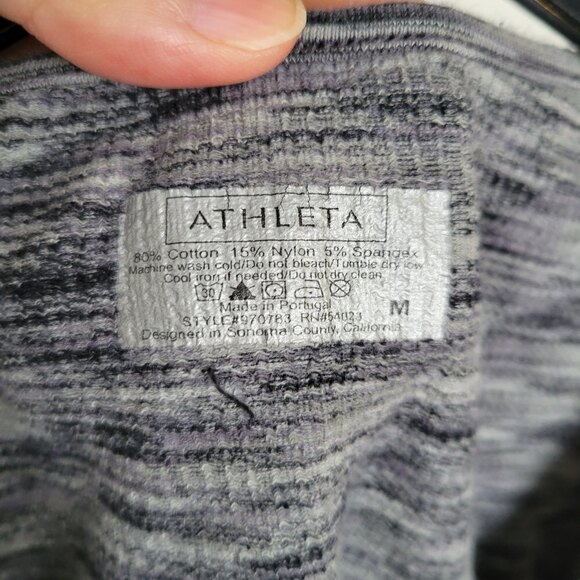 ATHLETA
80% Cotton 15% Nylon 5% Spandex
Machine wash cold/Do not bleach/Tumble dry low
Cool iron if needed/Do not dry clean
30
Made in Portugal
STYLE#970783 RN#54023
M
Designed in Sonoma County, California